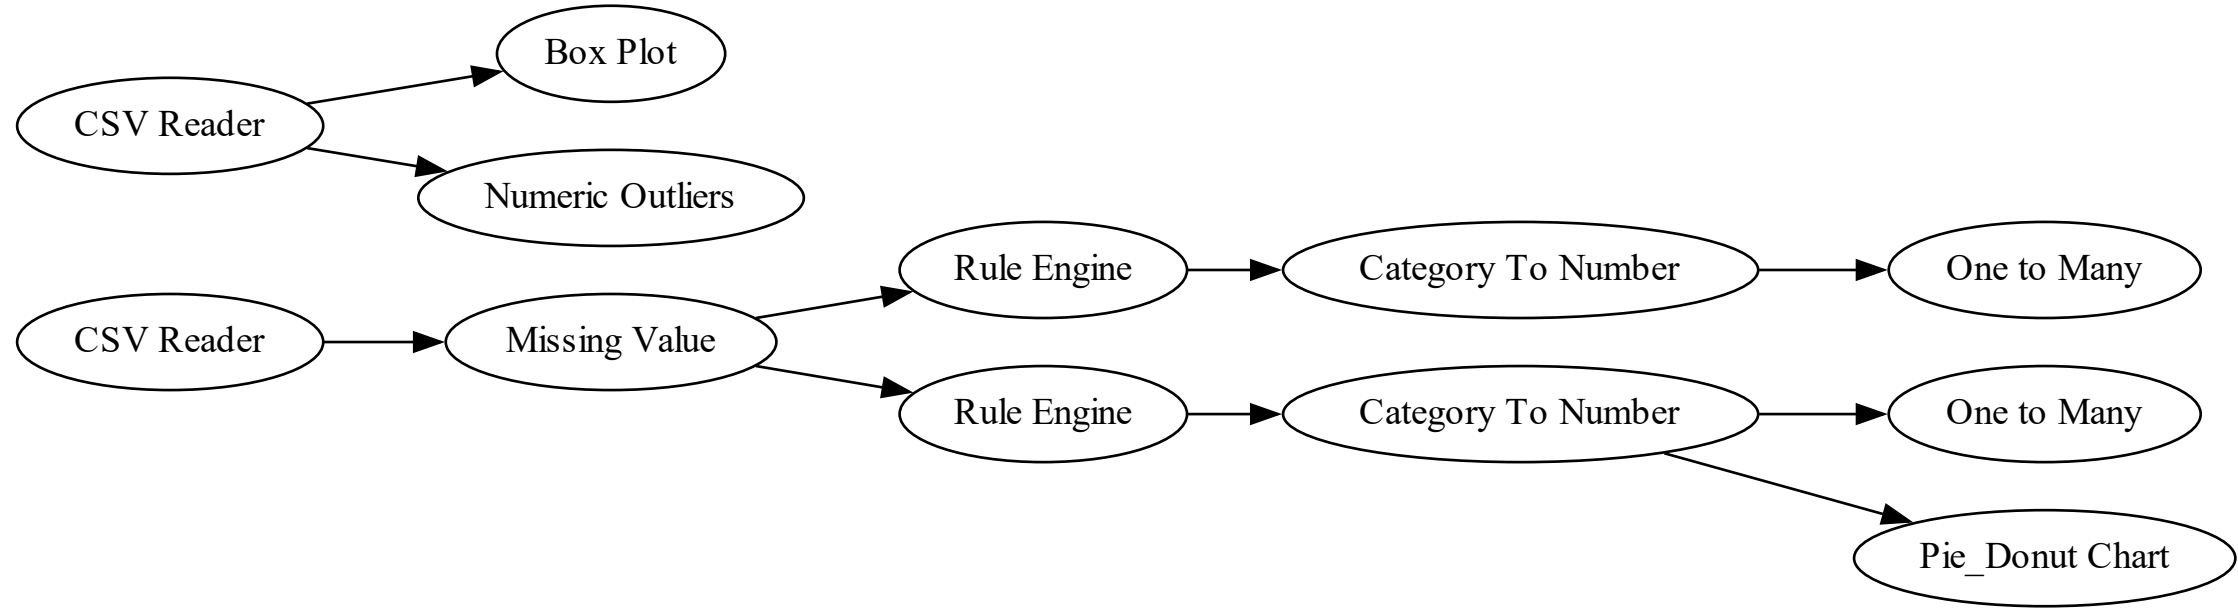 Box Plot
CSV Reader
Numeric Outliers
Rule Engine
Category To Number
One to Many
CSV Reader
Missing Value
Rule Engine
Category To Number
One to Many
Pie_Donut Chart